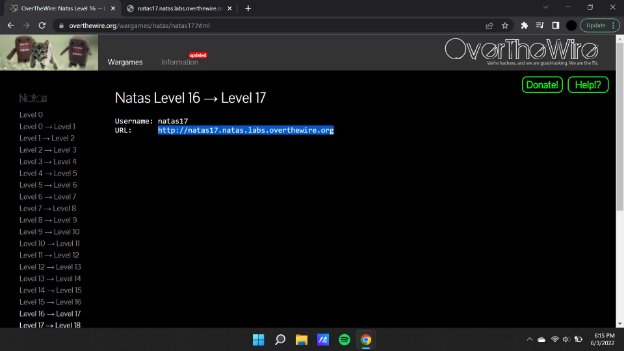 OverTheWire: Natas Level 16 → L
natas17.natas.labs.overthewire.or
overthewire.org/wargames/natas/natas17.html
Update
OverTheWire
We're hackers, and we are good-looking. We are the 1%.
updated
Wargames
Information
Donate!
Help!?
Natas
Natas Level 16 → Level 17
Username: natas17
URL: http://natas17.natas.labs.overthewire.org
Level 0
Level 0 → Level 1
Level 1 → Level 2
Level 2 → Level 3
Level 3 → Level 4
Level 4 → Level 5
Level 5 → Level 6
Level 6 → Level 7
Level 7 → Level 8
Level 8 → Level 9
Level 9 → Level 10
Level 10 → Level 11
Level 11 → Level 12
Level 12 → Level 13
Level 13 → Level 14
Level 14 → Level 15
Level 15 → Level 16
Level 16 → Level 17
Level 17 → Level 18
6:15 PM
6/3/2022